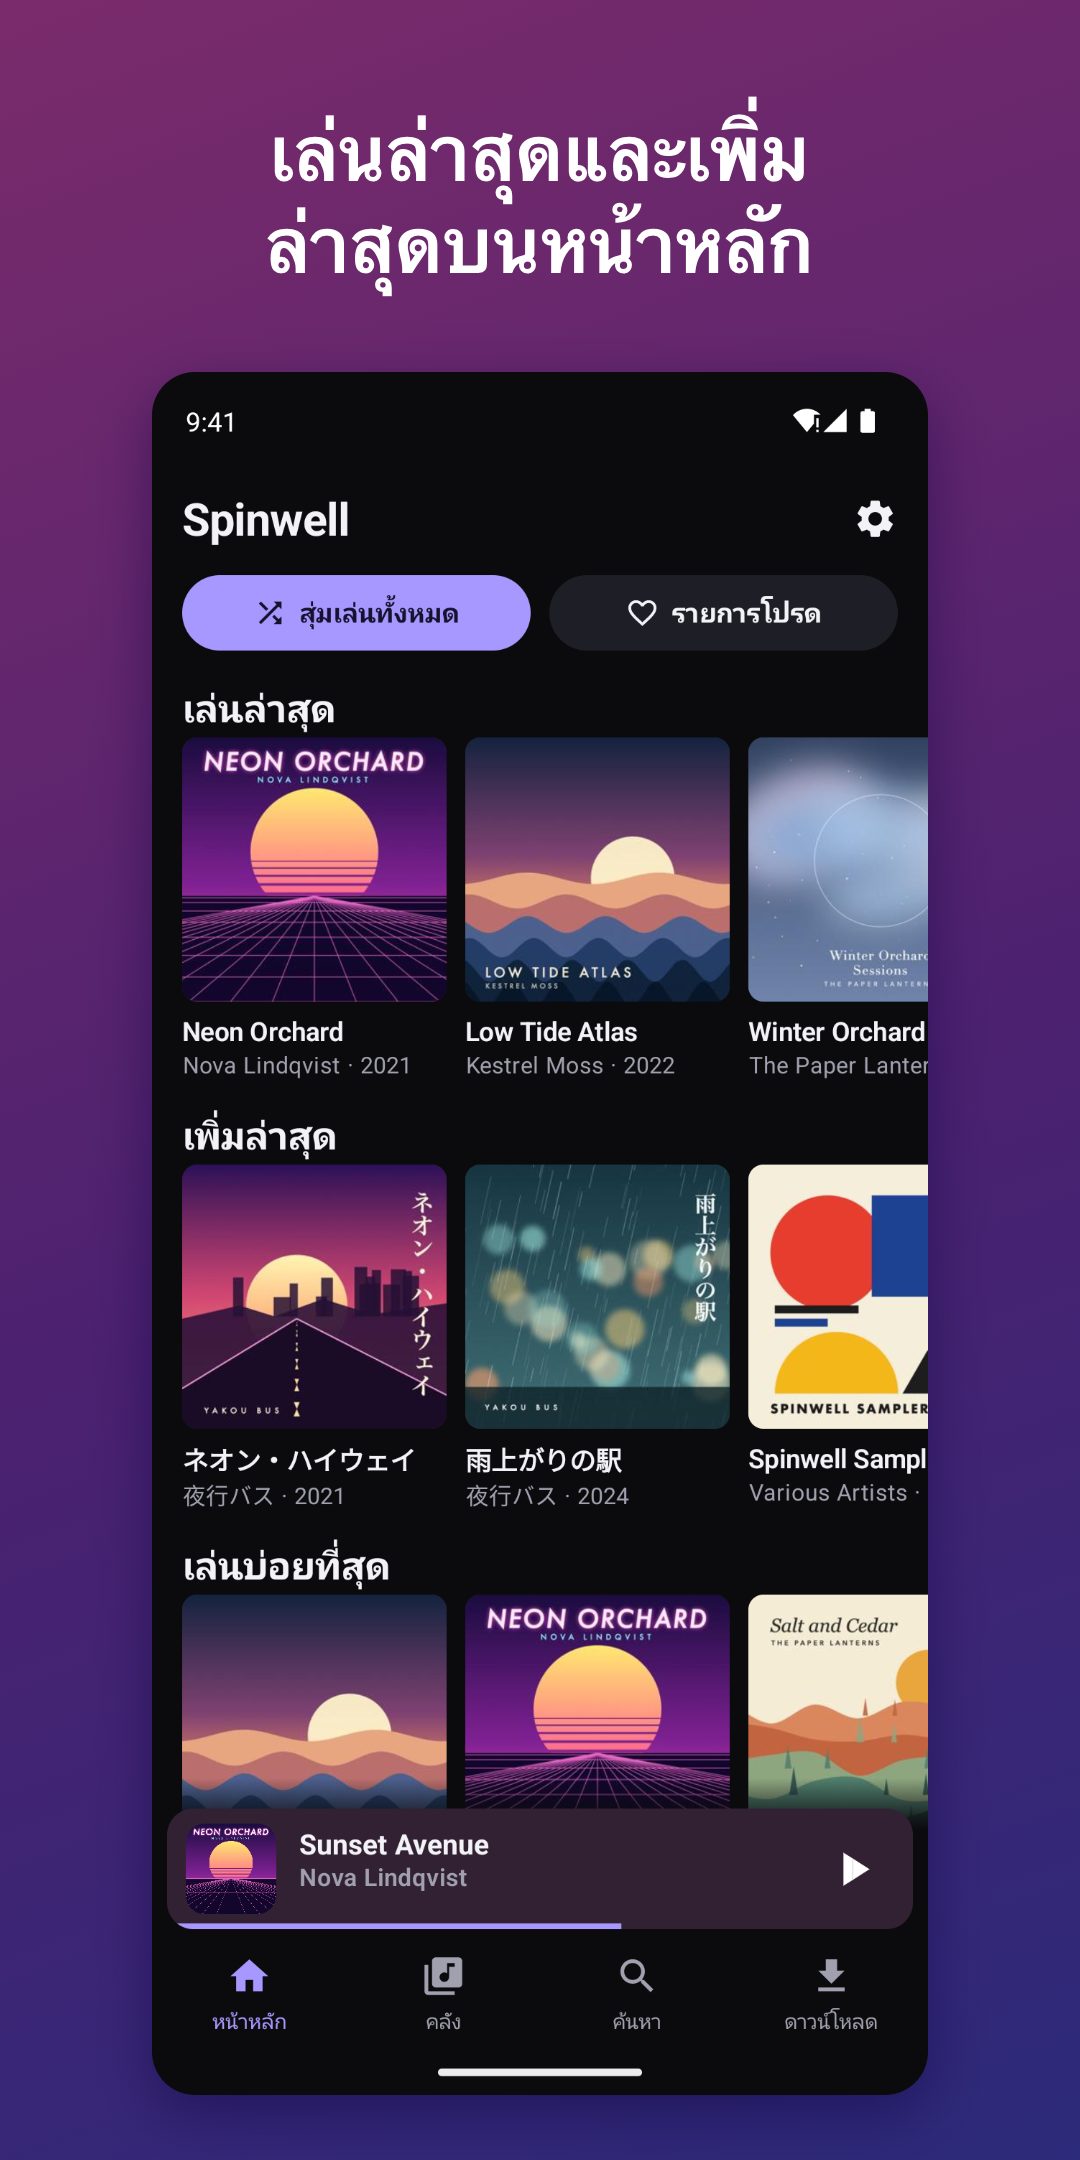 เล่นล่าสุดและเพิ่ม
ล่าสุดบนหน้าหลัก
9:41
Spinwell
สุ่มเล่นทั้งหมด
รายการโปรด
เล่นล่าสุด
NEON ORCHARD
NOVA LINDQVIST
LOW TIDE ATLAS
KESTREL MOSS
Winter Orchard
Sessions
THE PAPER LANTERN
Neon Orchard
Nova Lindqvist · 2021
Low Tide Atlas
Kestrel Moss · 2022
Winter Orchard
The Paper Lanter
เพิ่มล่าสุด
ネオン・ハイウェイ
YAKOU BUS
雨上がりの駅
YAKOU BUS
SPINWELL SAMPLER
ネオン・ハイウェイ
夜行バス · 2021
雨上がりの駅
夜行バス · 2024
Spinwell Sampl
Various Artists ·
เล่นบ่อยที่สุด
NEON ORCHARD
NOVA LINDQVIST
Salt and Cedar
THE PAPER LANTERNS
NEON ORCHARD
Sunset Avenue
Nova Lindqvist
หน้าหลัก
คลัง
ค้นหา
ดาวน์โหลด